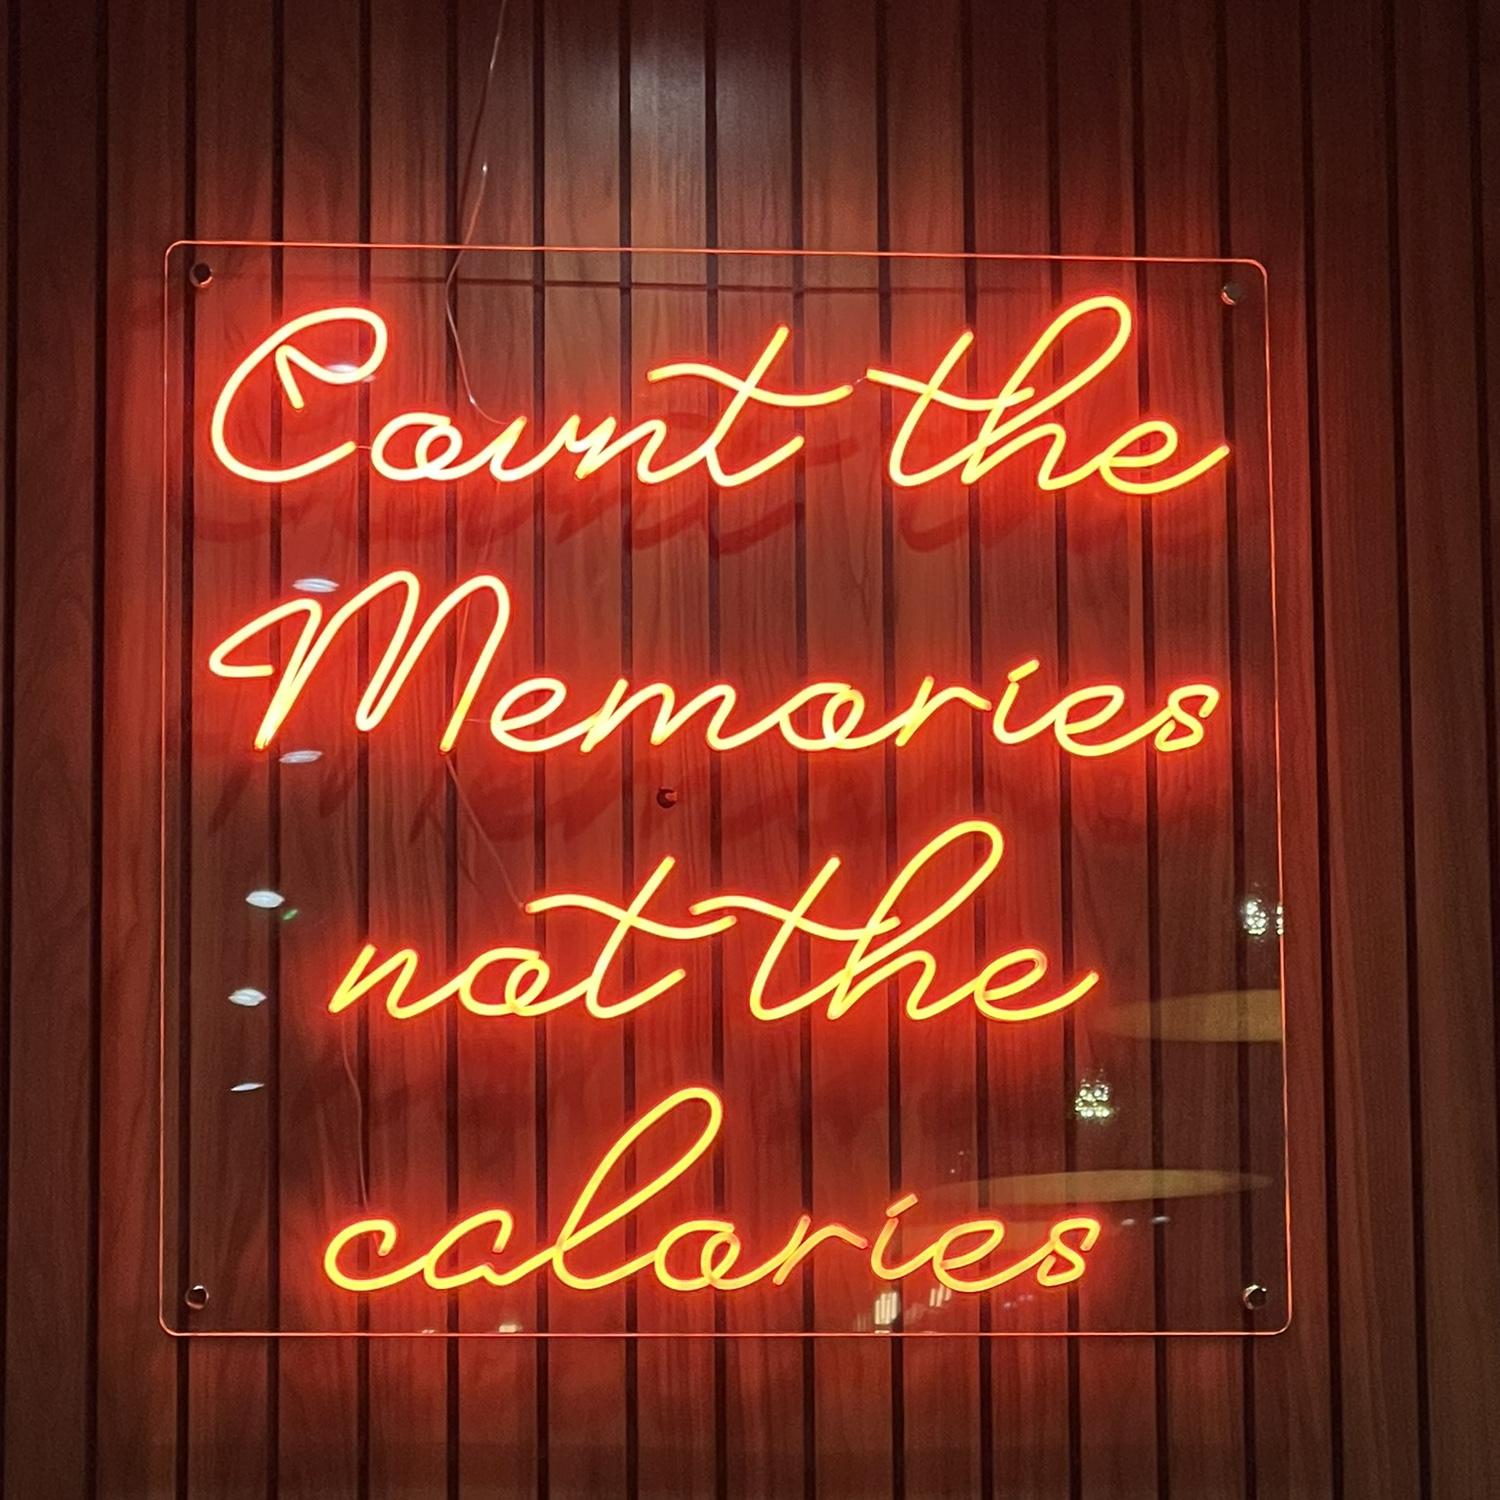 Count the
Memories
not the
calories